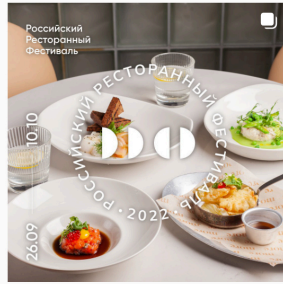 Российский
Ресторанный
Фестиваль
РОССИЙСКИЙ РЕСТОРАННЫЙ ФЕСТИВАЛЬ • 2022 •
26.09
10.10